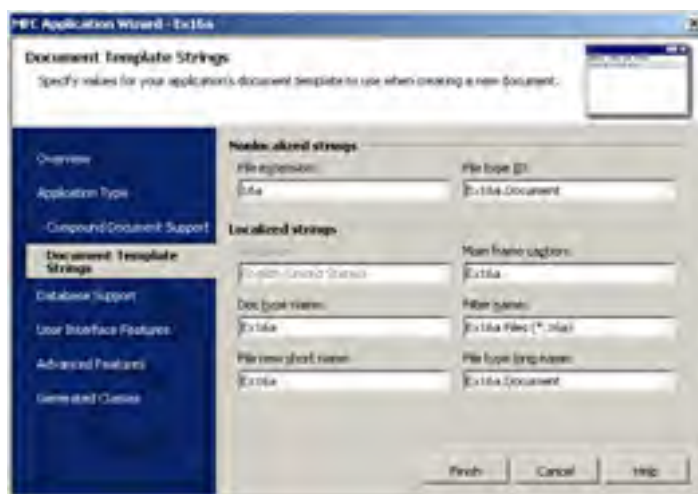 MFC Application Wizard - Ex16a
Document Template Strings
Specify values for your application's document template to use when creating a new document.
Overview
Application Type
Compound Document Support
Document Template
Strings
Database Support
User Interface Features
Advanced Features
Generated Classes
Nonlocalized strings
File extension:
File type ID:
16a
Ex16a.Document
Localized strings
Main frame caption:
English (United States)
Ex16a
Doc type name:
Filter name:
Ex16a
Ex16a Files (*.16a)
File new short name:
File type long name:
Ex16a
Ex16a.Document
Finish
Cancel
Help